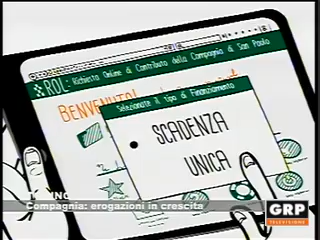 ROL: Richiesta Online di Contributo della Compagnia di San Paolo
BENVENUTO!
Selezionate il tipo di Finanziamento
SCADENZA
UNICA
Compagnia: erogazioni in crescita
GRP
TELEVISIONE